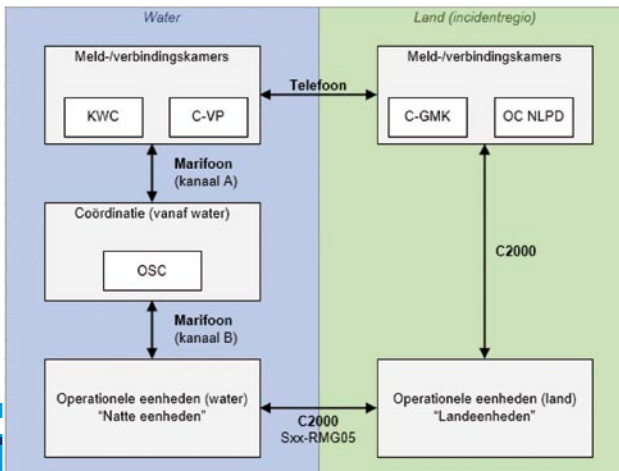 Water
Land (incidentregio)
Meld-/verbindingskamers
KWC
C-VP
Telefoon
Meld-/verbindingskamers
C-GMK
OC NLPD
Marifoon
(kanaal A)
Coördinatie (vanaf water)
OSC
C2000
Marifoon
(kanaal B)
Operationele eenheden (water)
"Natte eenheden"
C2000
Sxx-RMG05
Operationele eenheden (land)
"Landeenheden"